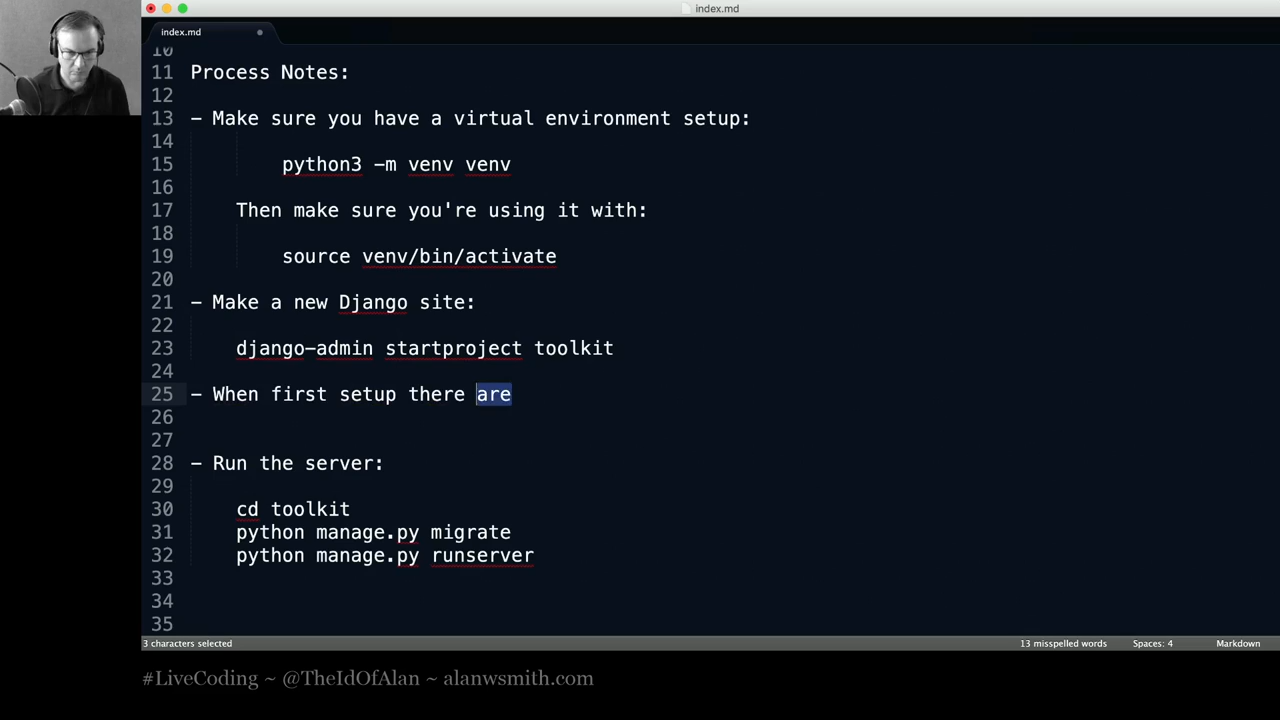 index.md
index.md
10
11 Process Notes:
12
13 - Make sure you have a virtual environment setup:
14
15 python3 -m venv venv
16
17 Then make sure you're using it with:
18
19 source venv/bin/activate
20
21 - Make a new Django site:
22
23 django-admin startproject toolkit
24
25 - When first setup there are
26
27
28 - Run the server:
29
30 cd toolkit
31 python manage.py migrate
32 python manage.py runserver
33
34
35
3 characters selected 13 misspelled words Spaces: 4 Markdown
#LiveCoding ~ @TheIdOfAlan ~ alanwsmith.com